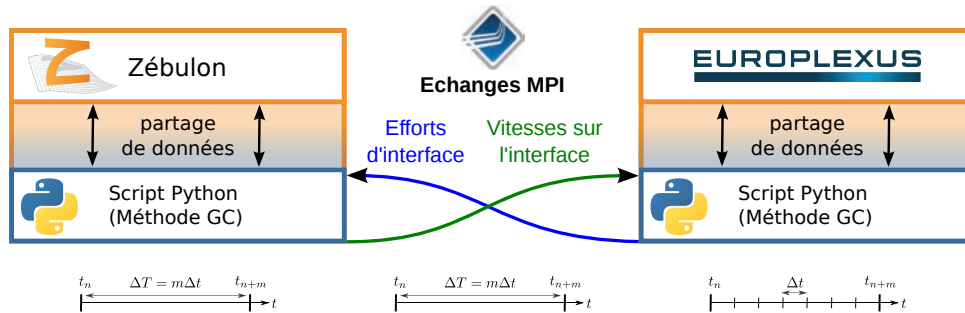 Zébulon
partage
de données
Script Python
(Méthode GC)
Echanges MPI
Efforts
d'interface
Vitesses sur
l'interface
EUROPLEXUS
partage
de données
Script Python
(Méthode GC)
t_n
ΔT = mΔt
t_{n+m}
t
t_n
ΔT = mΔt
t_{n+m}
t
t_n
Δt
t_{n+m}
t